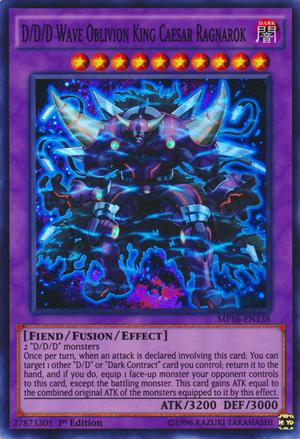 D/D/D Wave Oblivion King Caesar Ragnarok
DARK
闇
MP16-EN138
[FIEND/FUSION/EFFECT]
2 "D/D/D" monsters
Once per turn, when an attack is declared involving this card: You can
target 1 other "D/D" or "Dark Contract" card you control; return it to the
hand, and if you do, equip 1 face-up monster your opponent controls
to this card, except the battling monster. This card gains ATK equal to
the combined original ATK of the monsters equipped to it by this effect.
ATK/3200 DEF/3000
27873305 1st Edition ©1996 KAZUKI TAKAHASHI